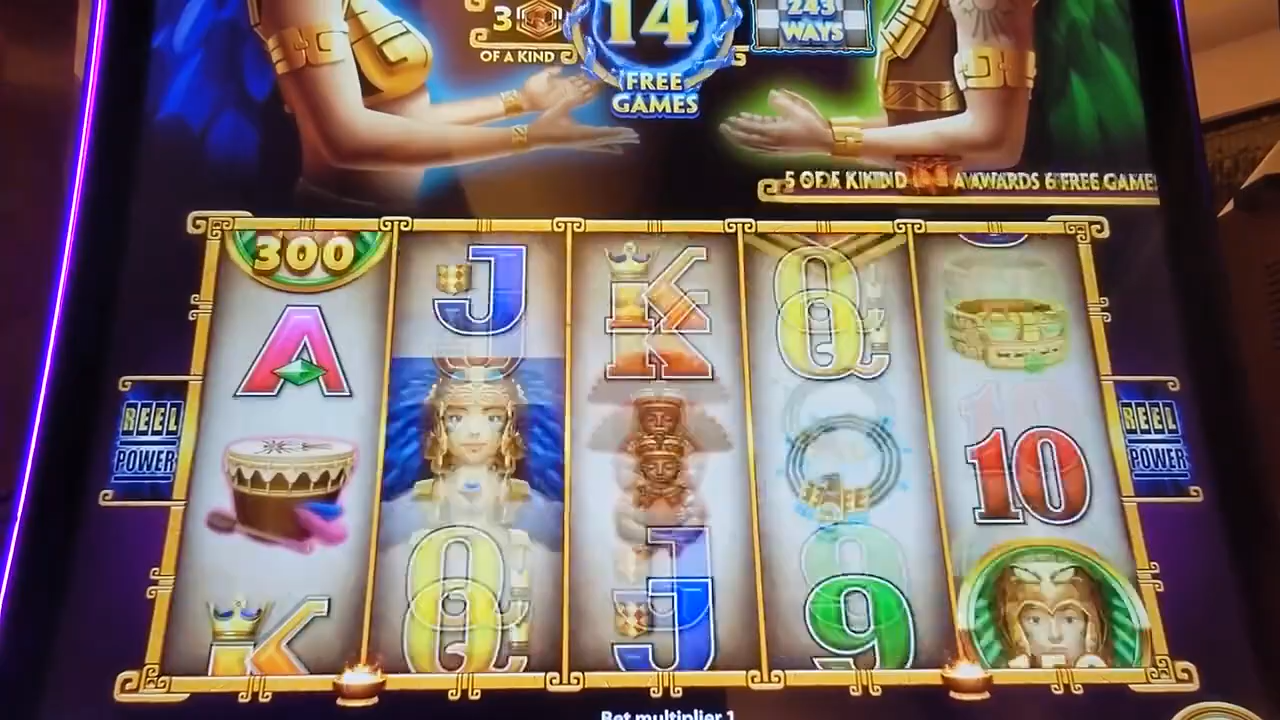 3
OF A KIND
14
FREE
GAMES
243
WAYS
5 OF A KIND AWARDS 6 FREE GAME
300
J
K
K
Q
Q
A
10
REEL
POWER
REEL
POWER
K
Q
Q
J
J
9
Bet multiplier 1